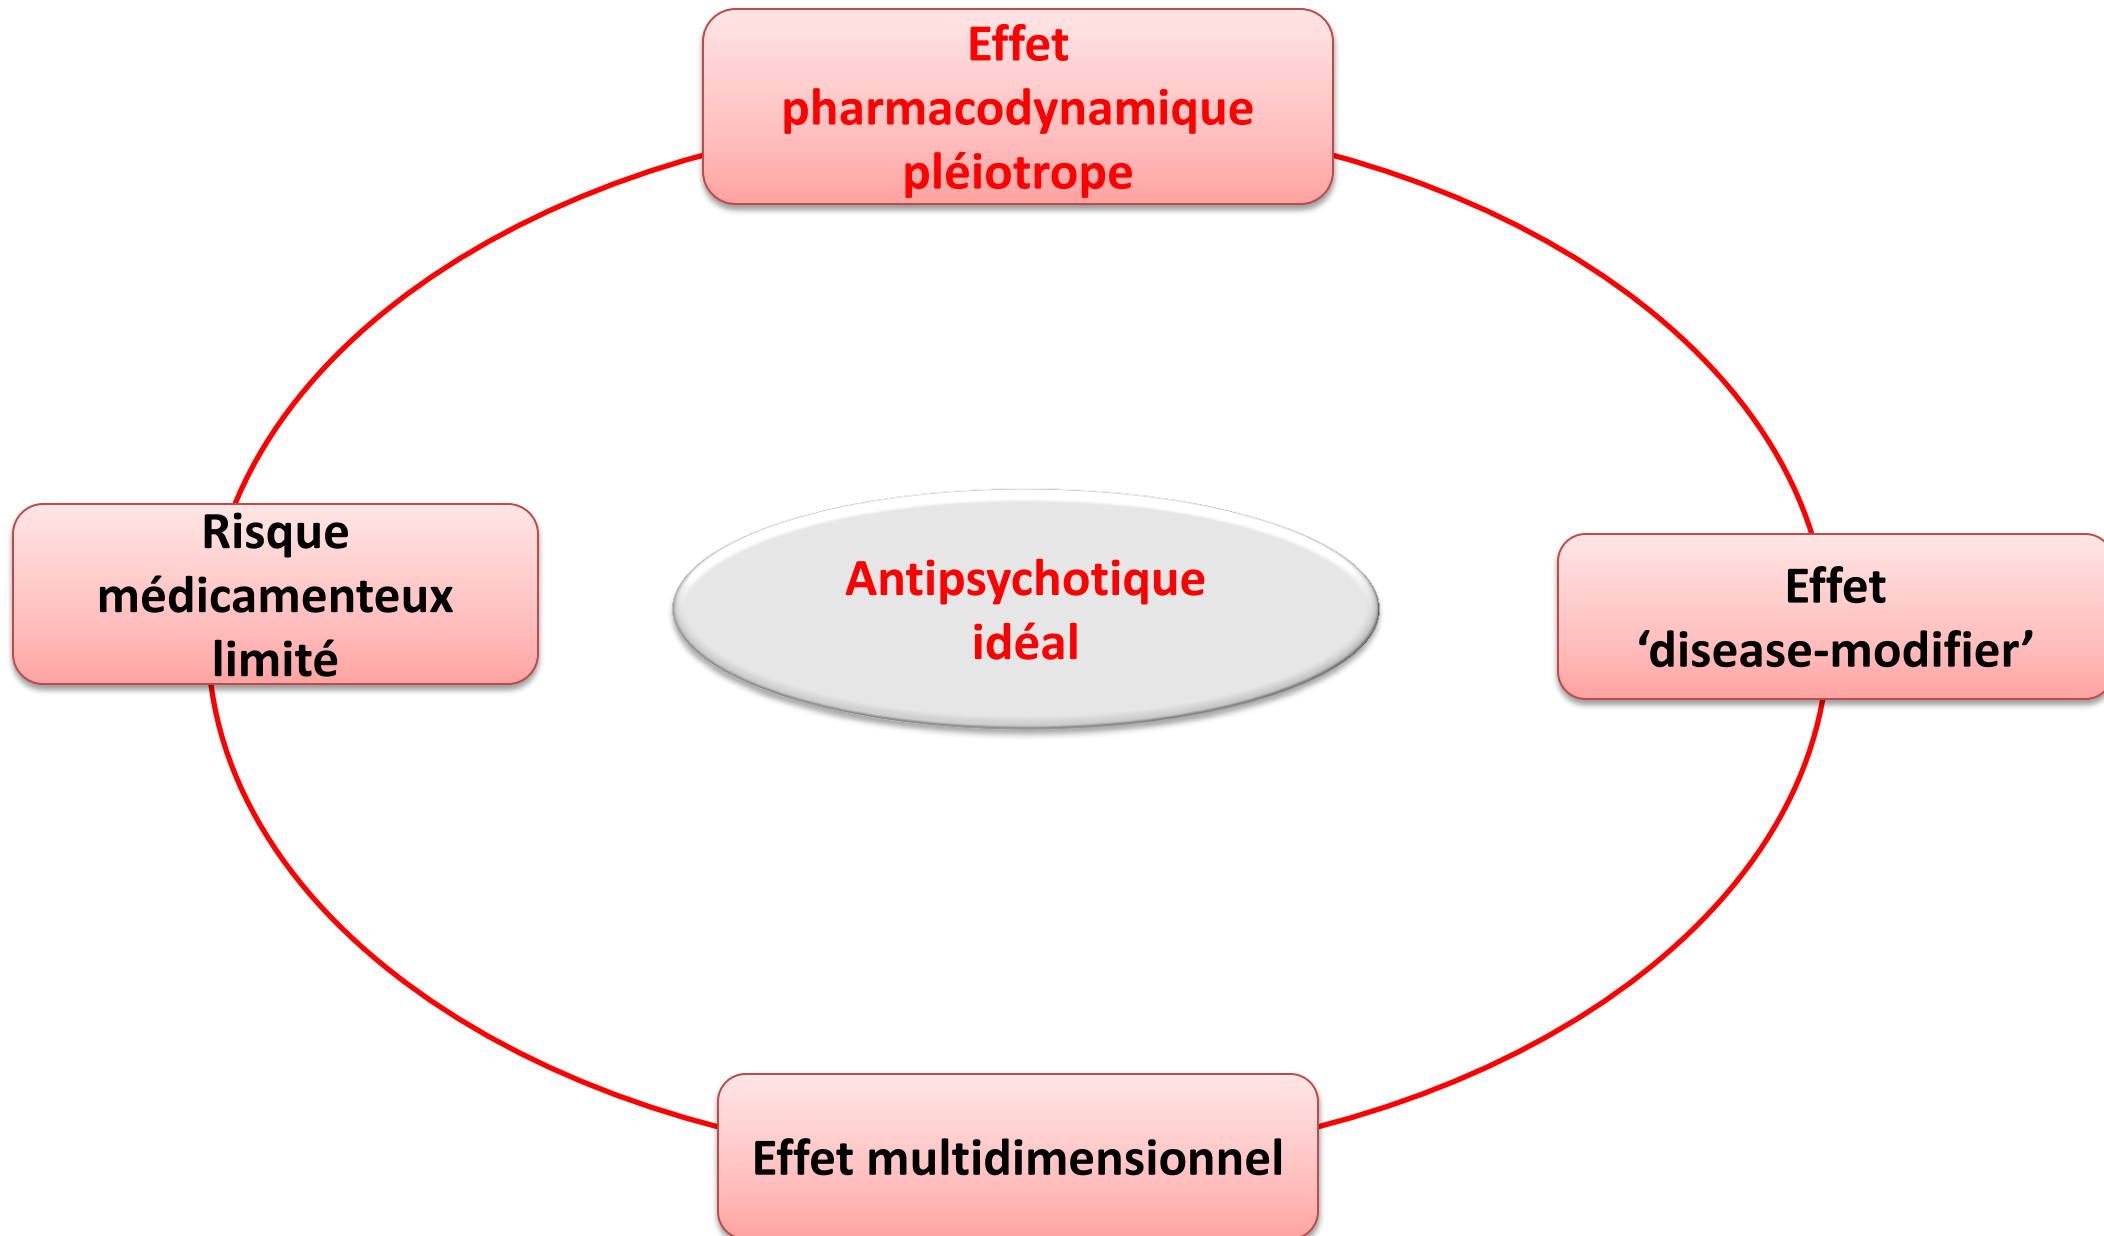 Effet
pharmacodynamique
pléiotrope
Risque
médicamenteux
limité
Antipsychotique
idéal
Effet
‘disease-modifier’
Effet multidimensionnel